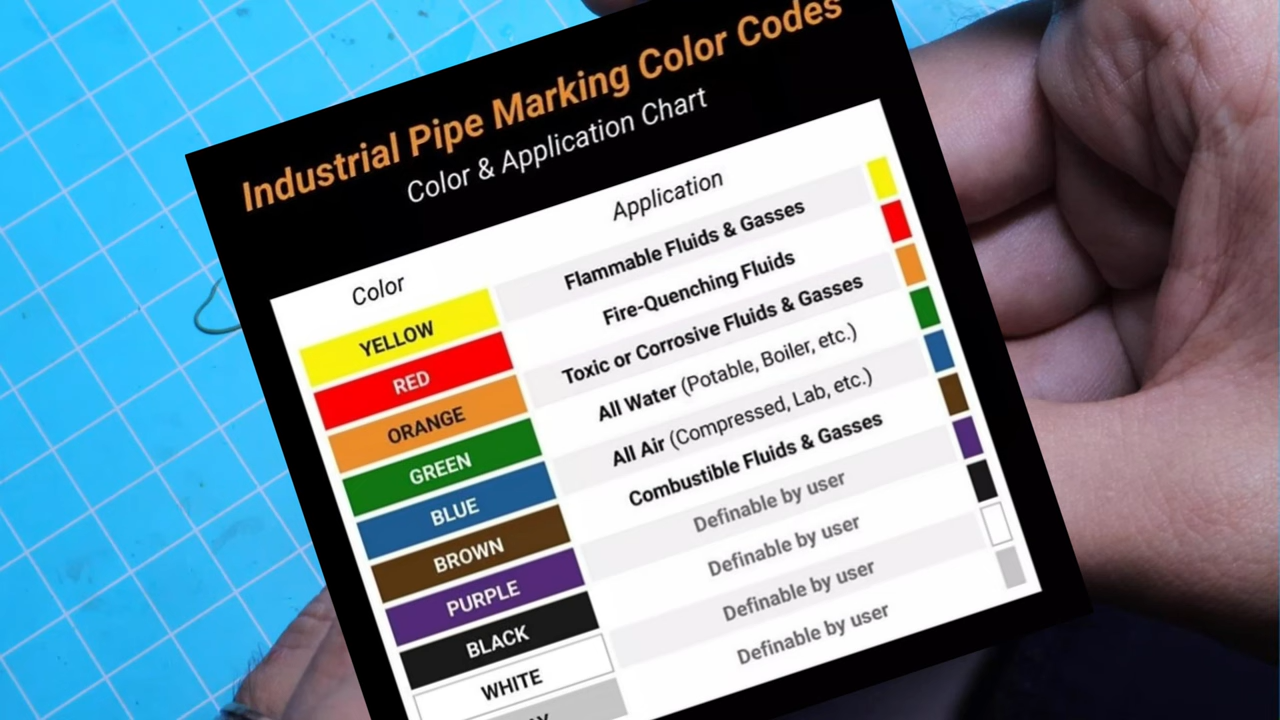 Industrial Pipe Marking Color Codes
Color & Application Chart
Color Application
YELLOW Flammable Fluids & Gasses
RED Fire-Quenching Fluids
ORANGE Toxic or Corrosive Fluids & Gasses
GREEN All Water (Potable, Boiler, etc.)
BLUE All Air (Compressed, Lab, etc.)
BROWN Combustible Fluids & Gasses
PURPLE Definable by user
BLACK Definable by user
WHITE Definable by user
Definable by user